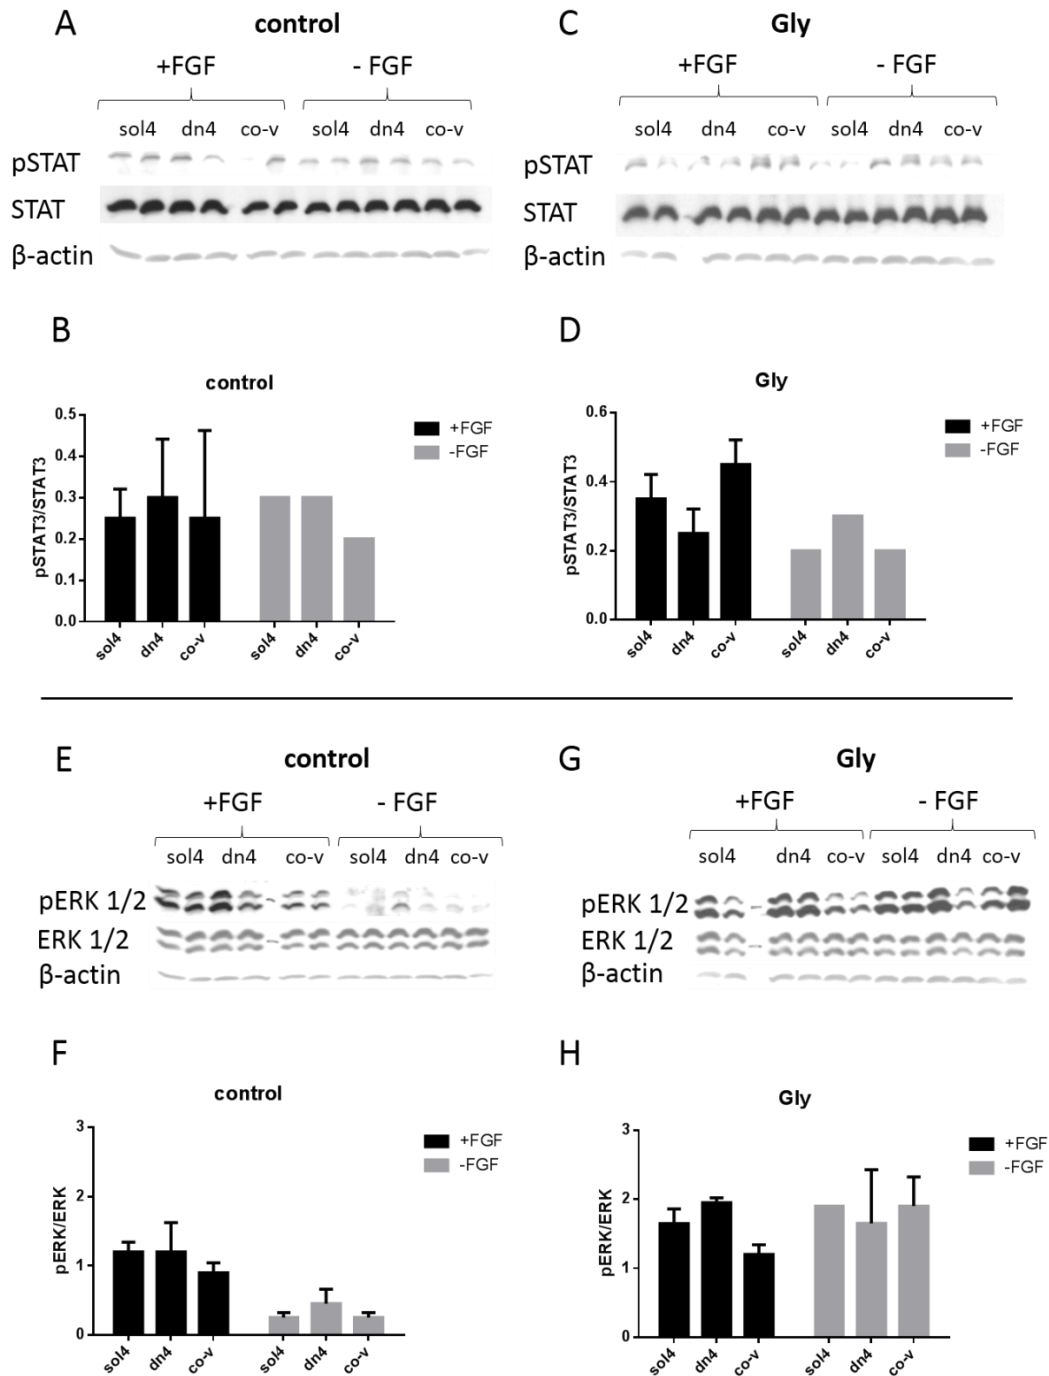 A
control
+FGF
- FGF
sol4 dn4 co-v sol4 dn4 co-v
pSTAT
STAT
β-actin
C
Gly
+FGF
- FGF
sol4 dn4 co-v sol4 dn4 co-v
pSTAT
STAT
β-actin
B
control
pSTAT3/STAT3
0.5
0.4
0.3
0.2
0.1
0.0
sol4 dn4 co-v sol4 dn4 co-v
+FGF
-FGF
D
Gly
pSTAT3/STAT3
0.6
0.4
0.2
0.0
sol4 dn4 co-v sol4 dn4 co-v
+FGF
-FGF
E
control
+FGF
- FGF
sol4 dn4 co-v sol4 dn4 co-v
pERK 1/2
ERK 1/2
β-actin
G
Gly
+FGF
- FGF
sol4 dn4 co-v sol4 dn4 co-v
pERK 1/2
ERK 1/2
β-actin
F
control
pERK/ERK
3
2
1
0
sol4 dn4 co-v sol4 dn4 co-v
+FGF
-FGF
H
Gly
pERK/ERK
3
2
1
0
sol4 dn4 co-v sol4 dn4 co-v
+FGF
-FGF